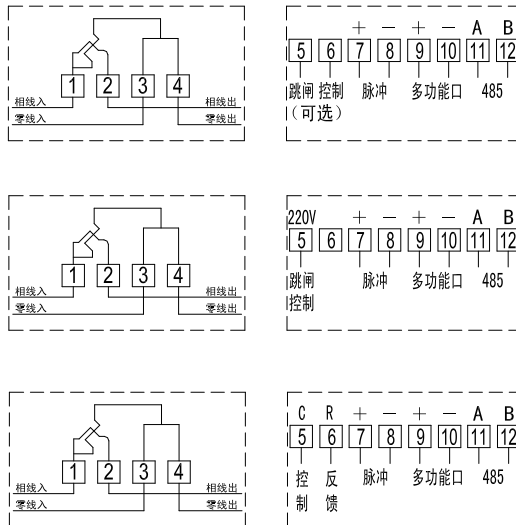 1 2 3 4
相线入 相线出
零线入 零线出
+ − + − A B
5 6 7 8 9 10 11 12
跳闸 控制 脉冲 多功能口 485
（可选）
1 2 3 4
相线入 相线出
零线入 零线出
220V + − + − A B
5 6 7 8 9 10 11 12
跳闸 脉冲 多功能口 485
控制
1 2 3 4
相线入 相线出
零线入 零线出
C R + − + − A B
5 6 7 8 9 10 11 12
控 反 脉冲 多功能口 485
制 馈